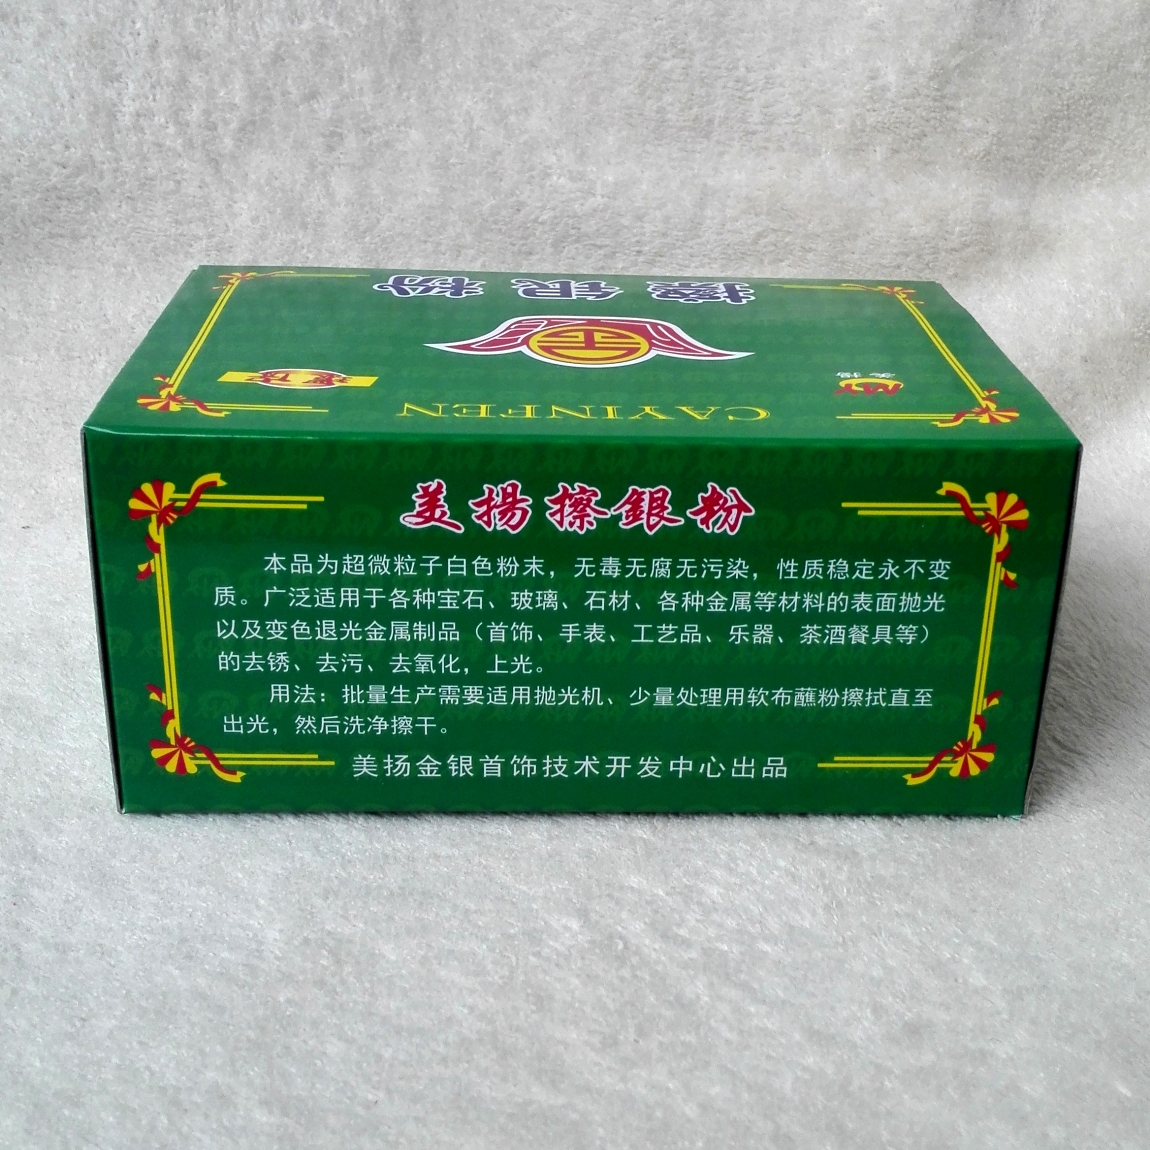 擦銀粉
美扬
MY
CAYINFEN
美揚擦銀粉
本品为超微粒子白色粉末，无毒无腐无污染，性质稳定永不变
质。广泛适用于各种宝石、玻璃、石材、各种金属等材料的表面抛光
以及变色退光金属制品（首饰、手表、工艺品、乐器、茶酒餐具等）
的去锈、去污、去氧化，上光。
用法：批量生产需要适用抛光机、少量处理用软布蘸粉擦拭直至
出光，然后洗净擦干。
美扬金银首饰技术开发中心出品